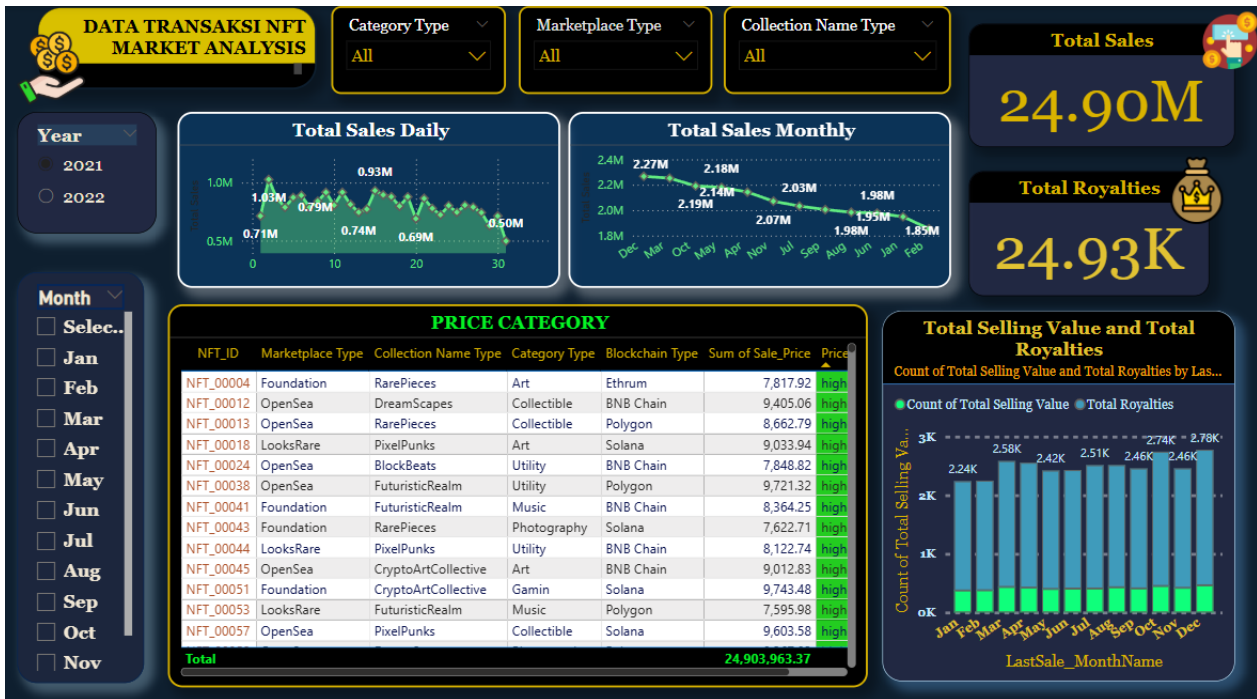 DATA TRANSAKSI NFT
MARKET ANALYSIS
Category Type
All
Marketplace Type
All
Collection Name Type
All
Total Sales
24.90M
Total Royalties
24.93K
Year
2021
2022
Month
Selec..
Jan
Feb
Mar
Apr
May
Jun
Jul
Aug
Sep
Oct
Nov
Total Sales Daily
1.0M
0.5M
0.71M
1.03M
0.79M
0.93M
0.74M
0.69M
0.50M
0
10
20
30
Total Sales Monthly
2.4M
2.2M
2.0M
1.8M
2.27M
2.19M
2.18M
2.14M
2.07M
2.03M
1.98M
1.98M
1.95M
1.85M
Dec Mar Oct May Apr Nov Jul Sep Aug Jun Jan Feb
PRICE CATEGORY
NFT_ID Marketplace Type Collection Name Type Category Type Blockchain Type Sum of Sale_Price Price
NFT_00004 Foundation RarePieces Art Ethrum 7,817.92 high
NFT_00012 OpenSea DreamScapes Collectible BNB Chain 9,405.06 high
NFT_00013 OpenSea RarePieces Collectible Polygon 8,662.79 high
NFT_00018 LooksRare PixelPunks Art Solana 9,033.94 high
NFT_00024 OpenSea BlockBeats Utility BNB Chain 7,848.82 high
NFT_00038 OpenSea FuturisticRealm Utility Polygon 9,721.32 high
NFT_00041 Foundation FuturisticRealm Music BNB Chain 8,364.25 high
NFT_00043 Foundation RarePieces Photography Solana 7,622.71 high
NFT_00044 LooksRare PixelPunks Utility BNB Chain 8,122.74 high
NFT_00045 OpenSea CryptoArtCollective Art BNB Chain 9,012.83 high
NFT_00051 Foundation CryptoArtCollective Gamin Solana 9,743.48 high
NFT_00053 LooksRare FuturisticRealm Music Polygon 7,595.98 high
NFT_00057 OpenSea PixelPunks Collectible Solana 9,603.58 high
Total 24,903,963.37
Total Selling Value and Total
Royalties
Count of Total Selling Value and Total Royalties by Las...
Count of Total Selling Value Total Royalties
Count of Total Selling Va...
3K
2K
1K
0K
2.24K
2.58K
2.42K
2.51K
2.46K
2.74K
2.46K
2.78K
Jan Feb Mar Apr May Jun Jul Aug Sep Oct Nov Dec
LastSale_MonthName